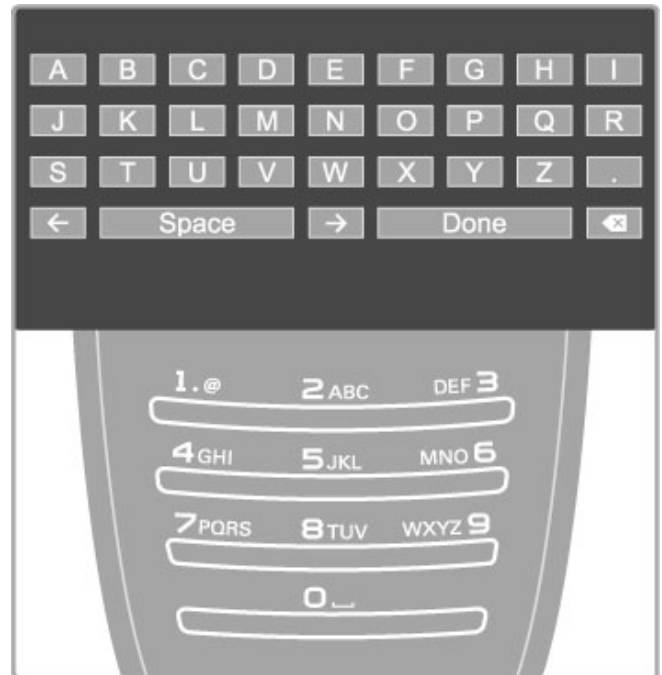 A B C D E F G H I
J K L M N O P Q R
S T U V W X Y Z .
← Space → Done ⌫
1.@ 2ABC DEF3
4GHI 5JKL MNO6
7PQRS 8TUV WXYZ9
0⎵